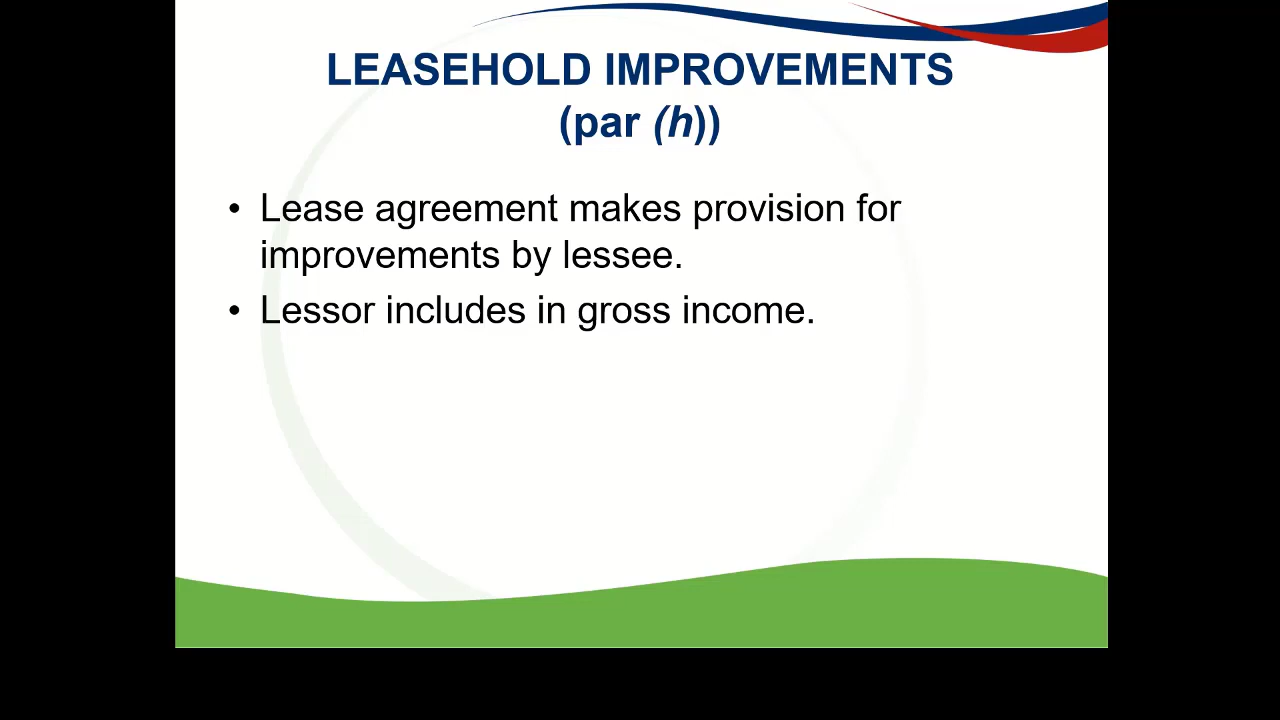 LEASEHOLD IMPROVEMENTS
(par (h))
• Lease agreement makes provision for
improvements by lessee.
• Lessor includes in gross income.